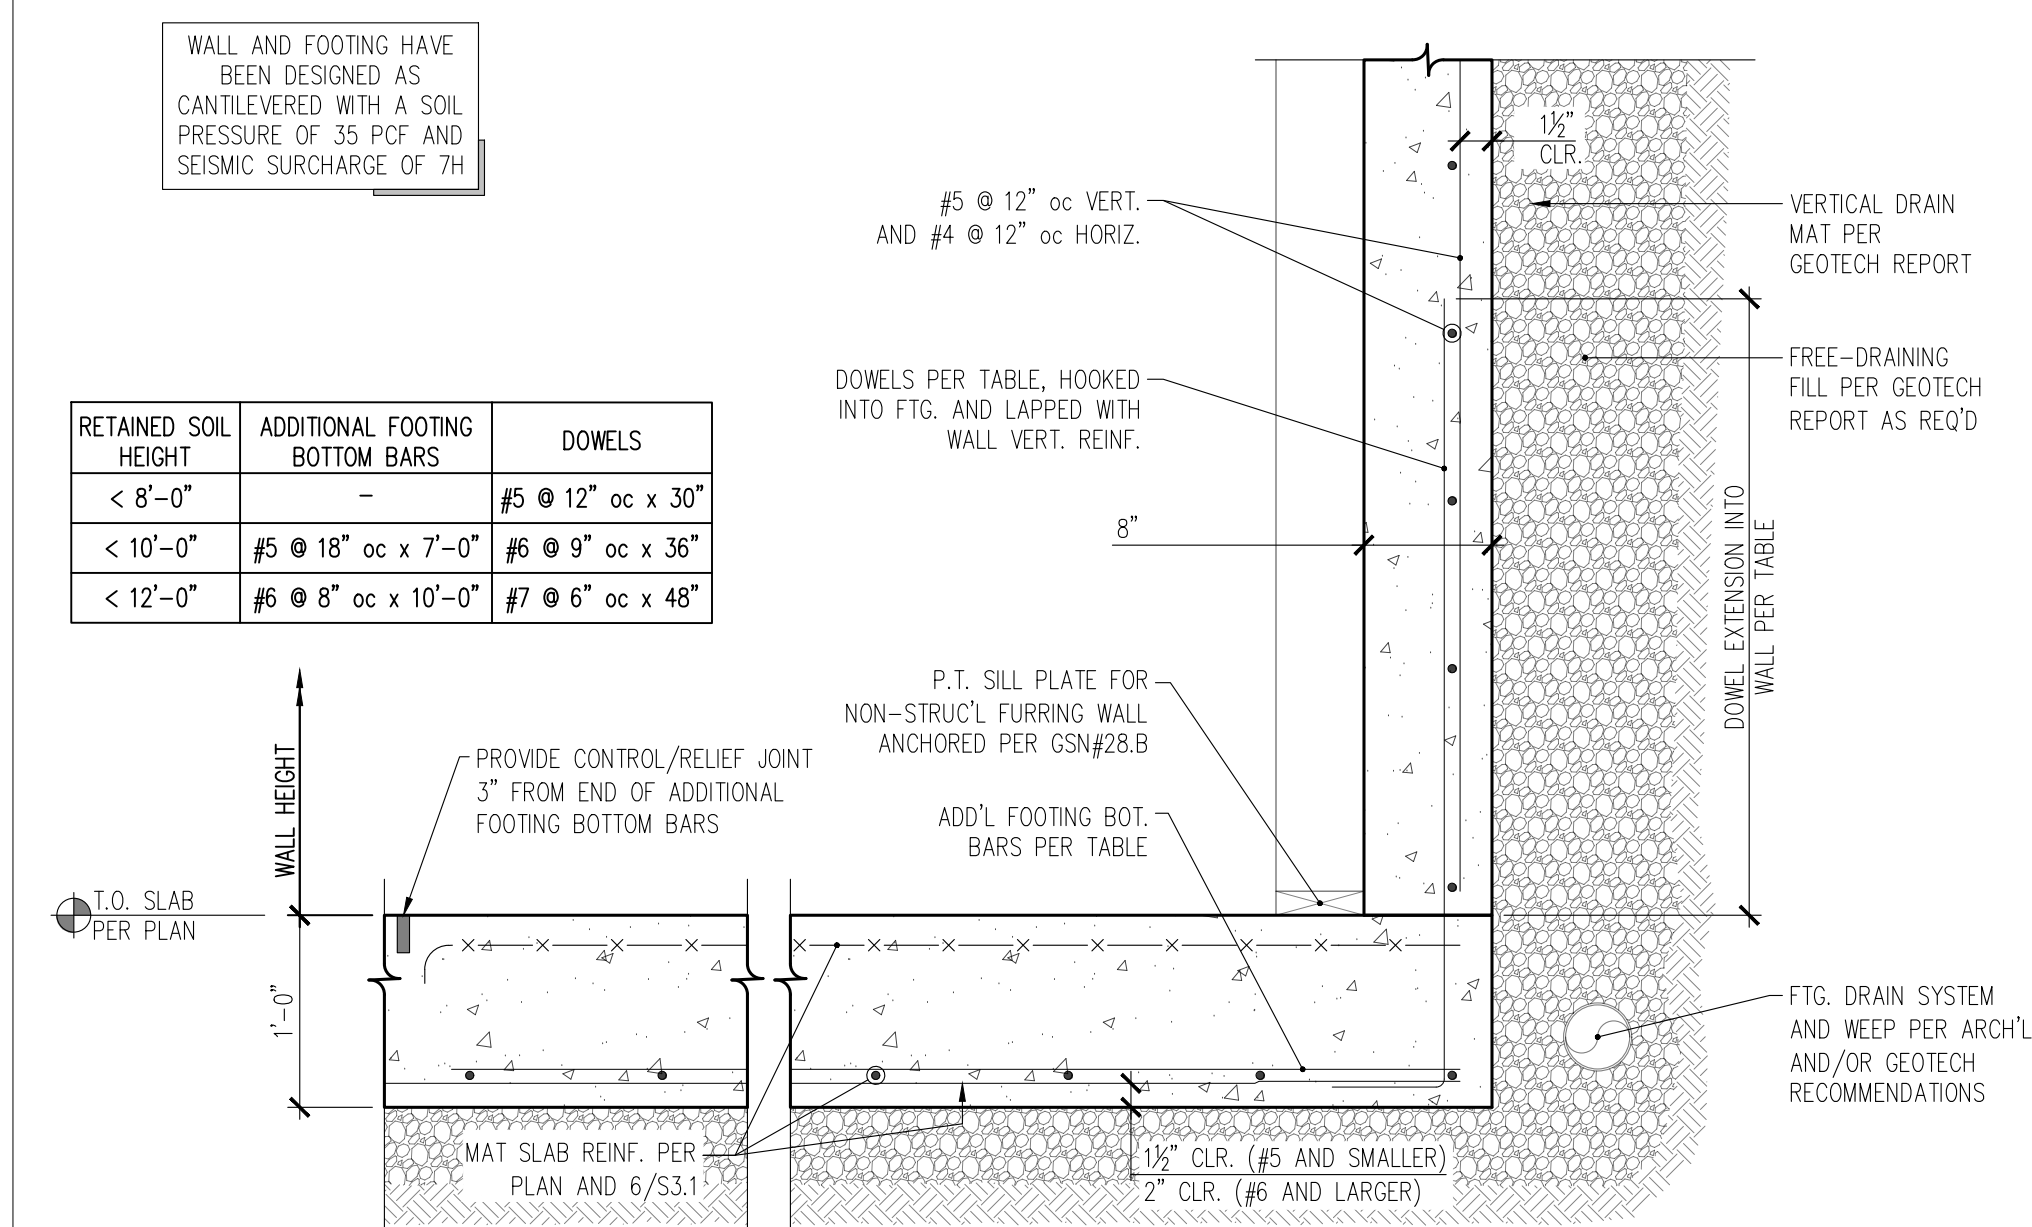 WALL AND FOOTING HAVE
BEEN DESIGNED AS
CANTILEVERED WITH A SOIL
PRESSURE OF 35 PCF AND
SEISMIC SURCHARGE OF 7H
1½"
CLR.
#5 @ 12" oc VERT.
AND #4 @ 12" oc HORIZ.
VERTICAL DRAIN
MAT PER
GEOTECH REPORT
FREE-DRAINING
FILL PER GEOTECH
REPORT AS REQ'D
DOWELS PER TABLE, HOOKED
INTO FTG. AND LAPPED WITH
WALL VERT. REINF.
RETAINED SOIL HEIGHT | ADDITIONAL FOOTING BOTTOM BARS | DOWELS
< 8'-0" | - | #5 @ 12" oc x 30"
< 10'-0" | #5 @ 18" oc x 7'-0" | #6 @ 9" oc x 36"
< 12'-0" | #6 @ 8" oc x 10'-0" | #7 @ 6" oc x 48"
8"
DOWEL EXTENSION INTO
WALL PER TABLE
P.T. SILL PLATE FOR
NON-STRUC'L FURRING WALL
ANCHORED PER GSN#28.B
WALL HEIGHT
PROVIDE CONTROL/RELIEF JOINT
3" FROM END OF ADDITIONAL
FOOTING BOTTOM BARS
ADD'L FOOTING BOT.
BARS PER TABLE
T.O. SLAB
PER PLAN
1'-0"
FTG. DRAIN SYSTEM
AND WEEP PER ARCH'L
AND/OR GEOTECH
RECOMMENDATIONS
MAT SLAB REINF. PER
PLAN AND 6/S3.1
1½" CLR. (#5 AND SMALLER)
2" CLR. (#6 AND LARGER)